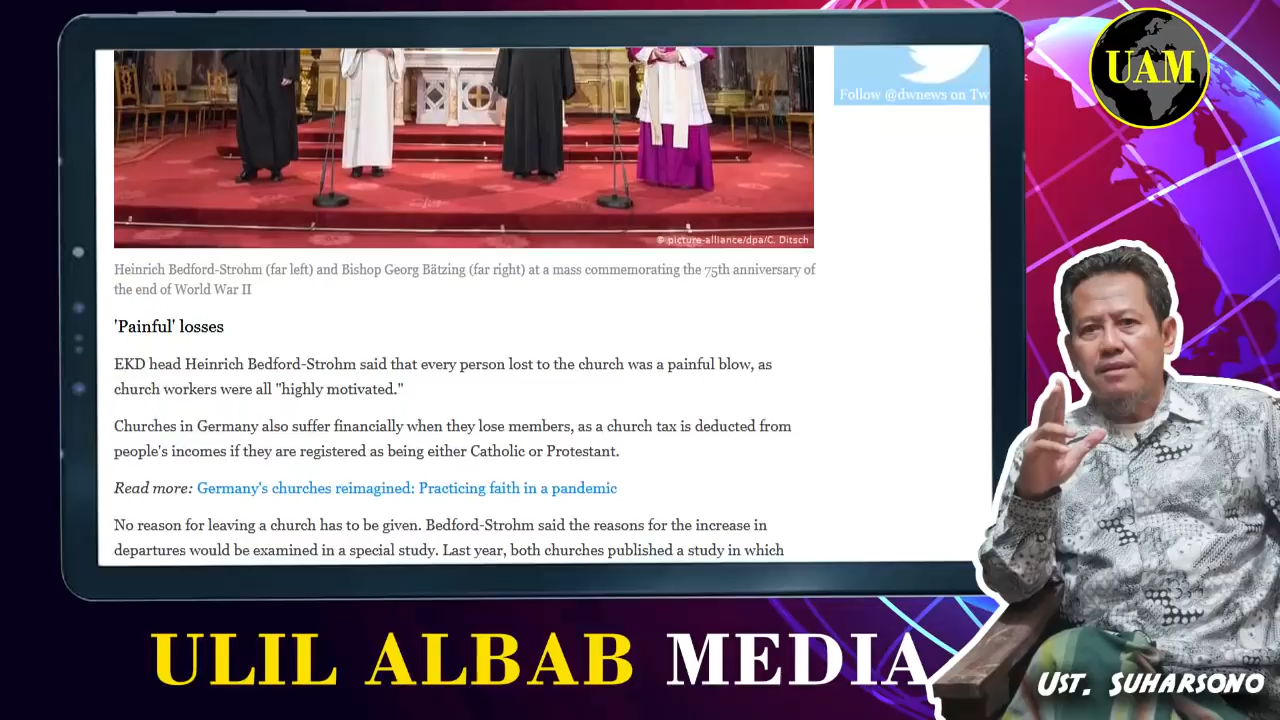 UAM
Follow @dwnews on Tw
© picture-alliance/dpa/C. Ditsch
Heinrich Bedford-Strohm (far left) and Bishop Georg Bätzing (far right) at a mass commemorating the 75th anniversary of
the end of World War II
'Painful' losses
EKD head Heinrich Bedford-Strohm said that every person lost to the church was a painful blow, as
church workers were all "highly motivated."
Churches in Germany also suffer financially when they lose members, as a church tax is deducted from
people's incomes if they are registered as being either Catholic or Protestant.
Read more: Germany's churches reimagined: Practicing faith in a pandemic
No reason for leaving a church has to be given. Bedford-Strohm said the reasons for the increase in
departures would be examined in a special study. Last year, both churches published a study in which
ULIL ALBAB MEDIA
UST. SUHARSONO